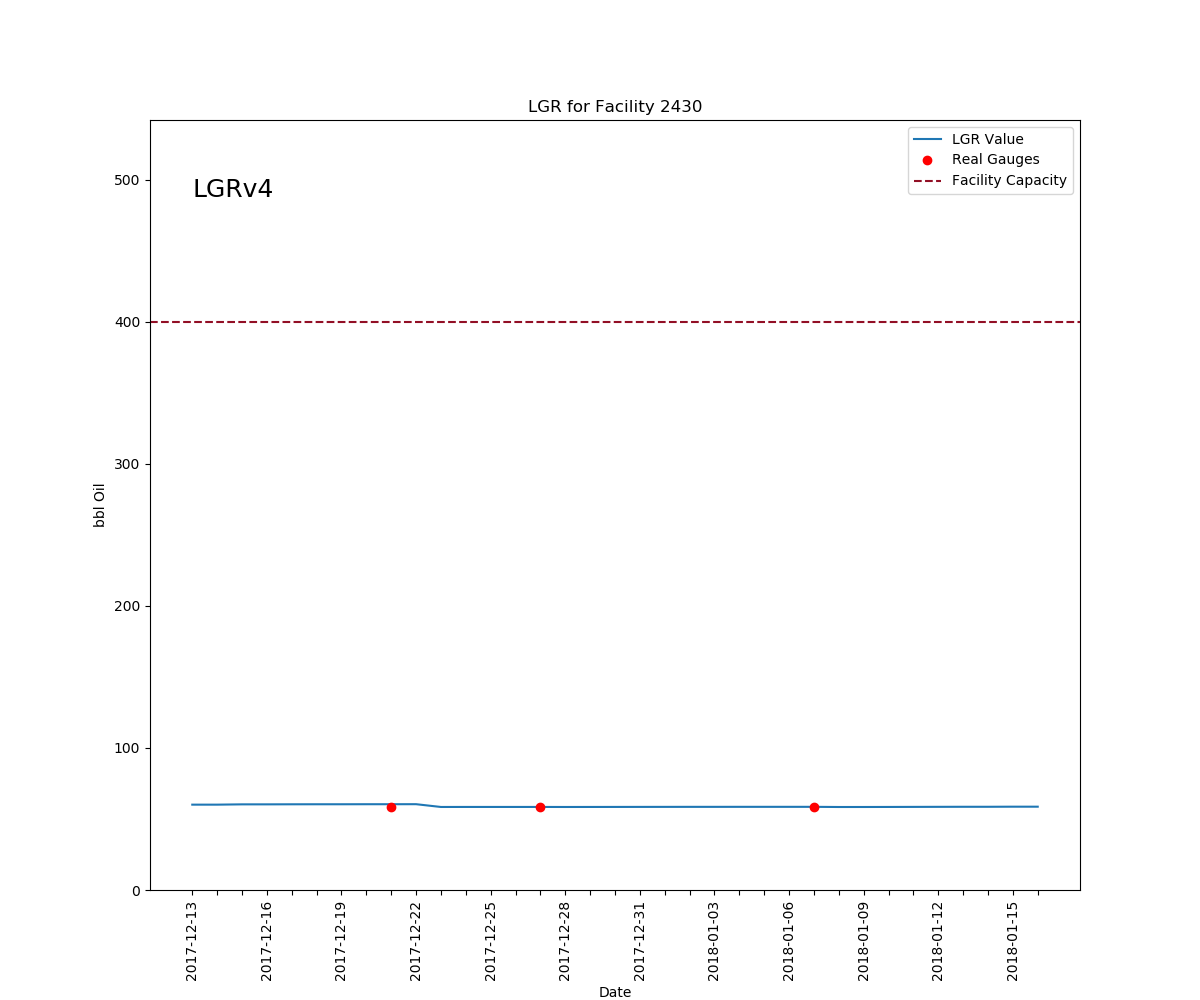 LGR for Facility 2430
LGR Value
Real Gauges
Facility Capacity
LGRv4
500
400
300
200
100
0
bbl Oil
2017-12-13
2017-12-16
2017-12-19
2017-12-22
2017-12-25
2017-12-28
2017-12-31
2018-01-03
2018-01-06
2018-01-09
2018-01-12
2018-01-15
Date